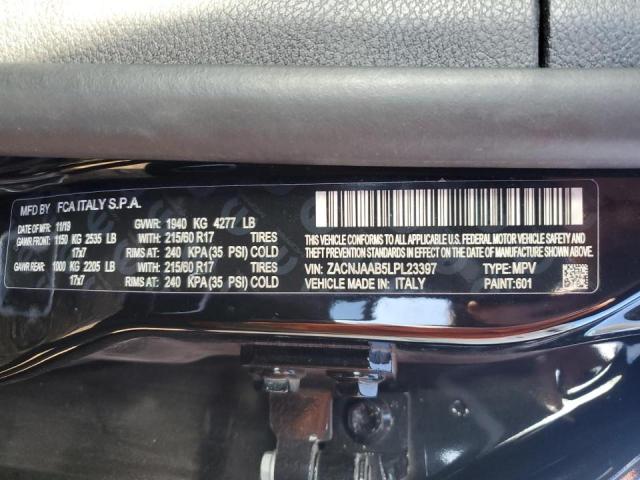 MFD BY FCA ITALY S.P.A.
DATE OF MFR: 11/19 GVWR: 1940 KG 4277 LB
GAWR FRONT: 1150 KG 2535 LB WITH: 215/60 R17 TIRES
17x7 RIMS AT: 240 KPA (35 PSI) COLD
GAWR REAR: 1000 KG 2205 LB WITH: 215/60 R17 TIRES
17x7 RIMS AT: 240 KPA (35 PSI) COLD
THIS VEHICLE CONFORMS TO ALL APPLICABLE U.S. FEDERAL MOTOR
VEHICLE SAFETY, BUMPER, AND THEFT PREVENTION STANDARDS
IN EFFECT ON THE DATE OF MANUFACTURE SHOWN ABOVE.
VIN: ZACNJAAB5LPL23397 TYPE: MPV
VEHICLE MADE IN: ITALY PAINT:601